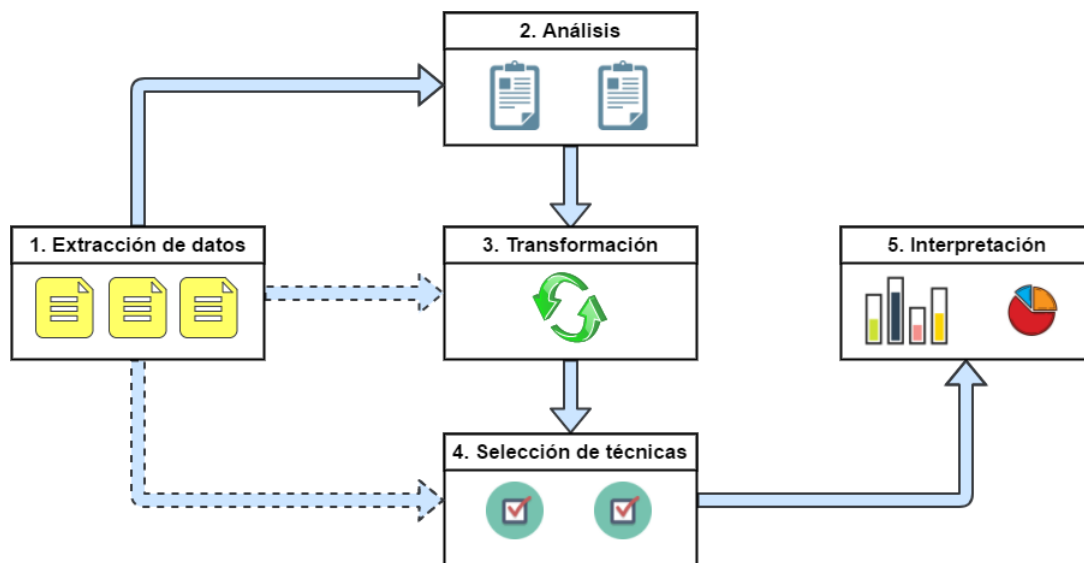 2. Análisis
1. Extracción de datos
3. Transformación
5. Interpretación
4. Selección de técnicas